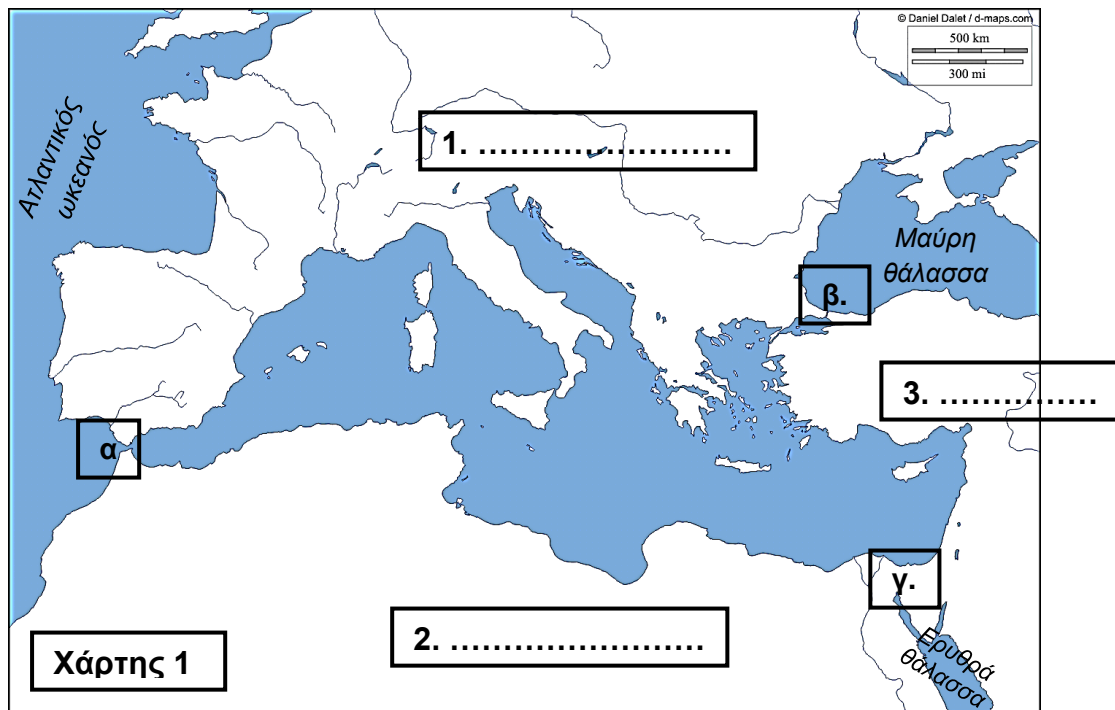 © Daniel Dalet / d-maps.com
500 km
300 mi
Ατλαντικός
ωκεανός
1. ........................
Μαύρη
θάλασσα
β.
3. ...............
α
γ.
2. ........................
Ερυθρά
θάλασσα
Χάρτης 1